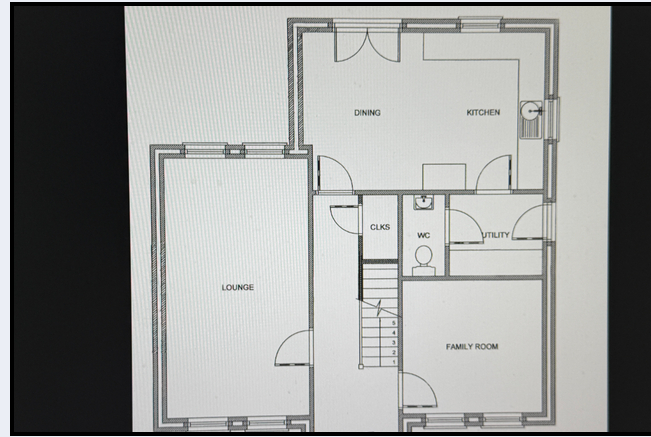 DINING
KITCHEN
CLKS
WC
UTILITY
LOUNGE
5
4
3
2
1
FAMILY ROOM